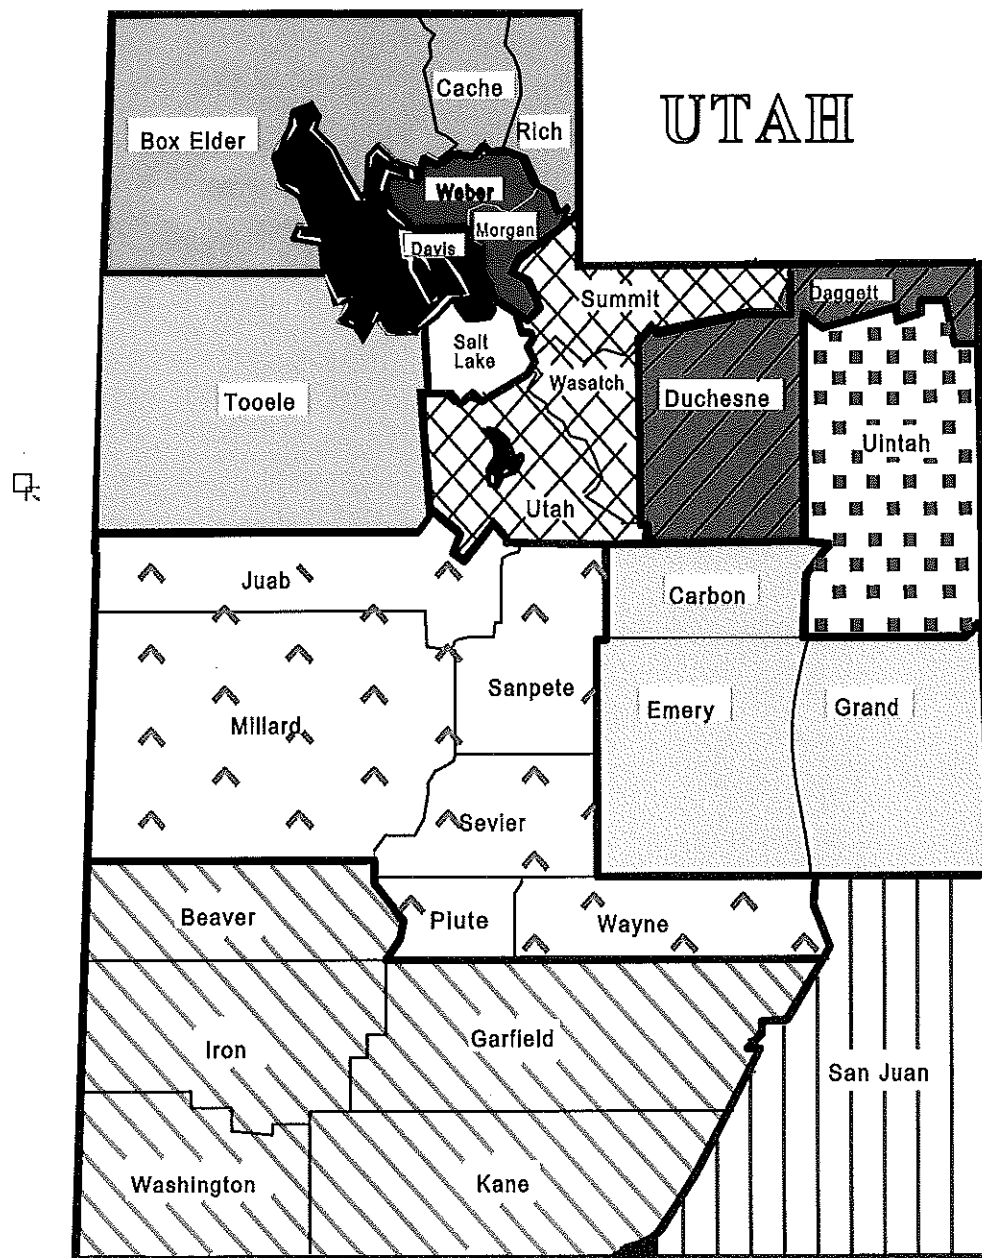 UTAH
Cache
Box Elder
Rich
Weber
Morgan
Davis
Summit
Daggett
Salt
Lake
Wasatch
Tooele
Duchesne
Uintah
Utah
Juab
Carbon
Sanpete
Emery
Grand
Millard
Sevier
Beaver
Piute
Wayne
Iron
Garfield
San Juan
Washington
Kane